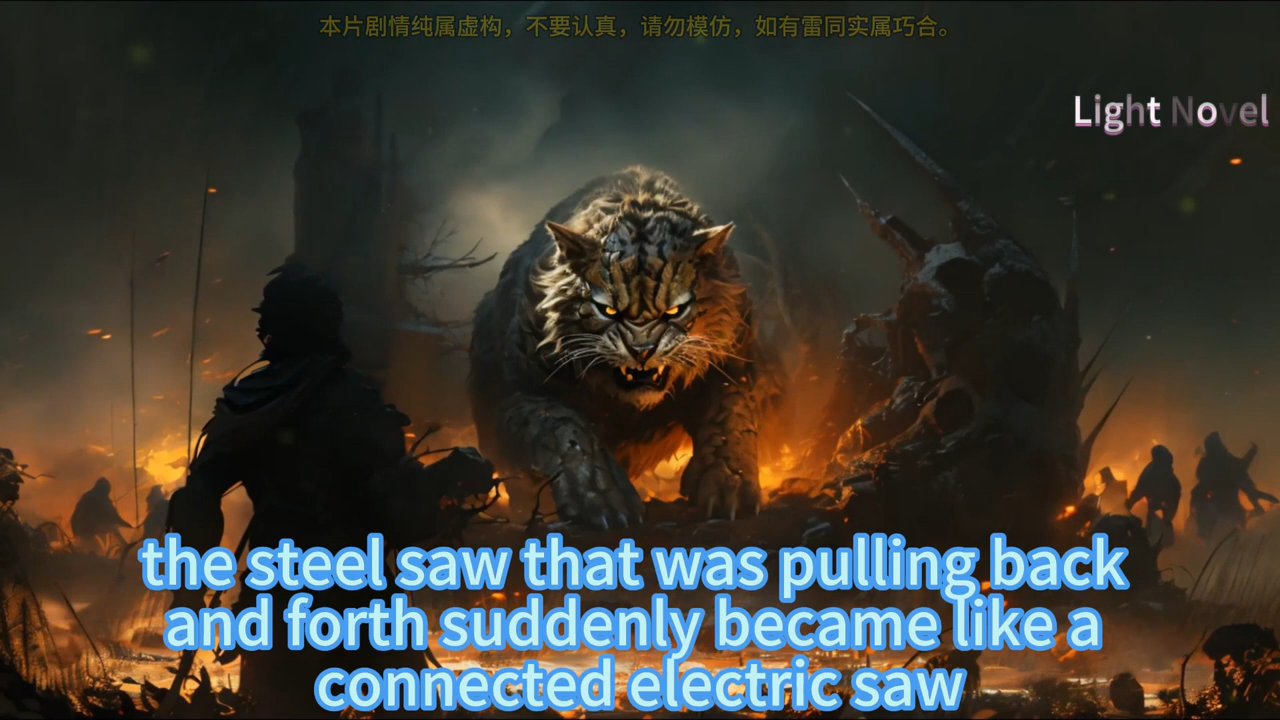 本片剧情纯属虚构，不要认真，请勿模仿，如有雷同实属巧合。
Light Novel
the steel saw that was pulling back
and forth suddenly became like a
connected electric saw